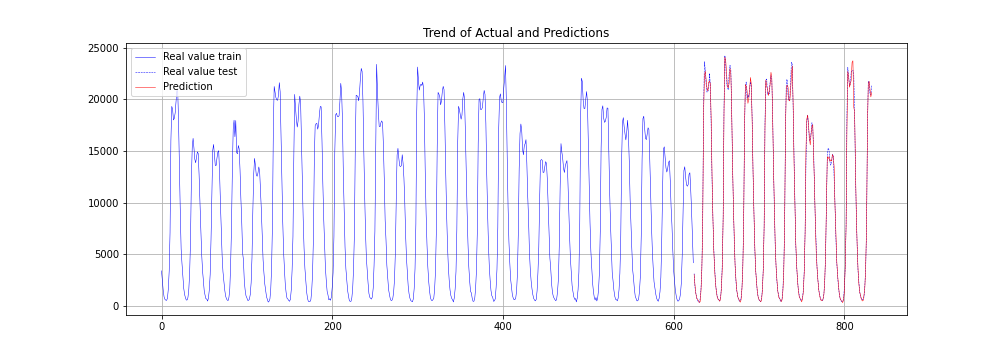 Trend of Actual and Predictions
25000
20000
15000
10000
5000
0
Real value train
Real value test
Prediction
0 200 400 600 800